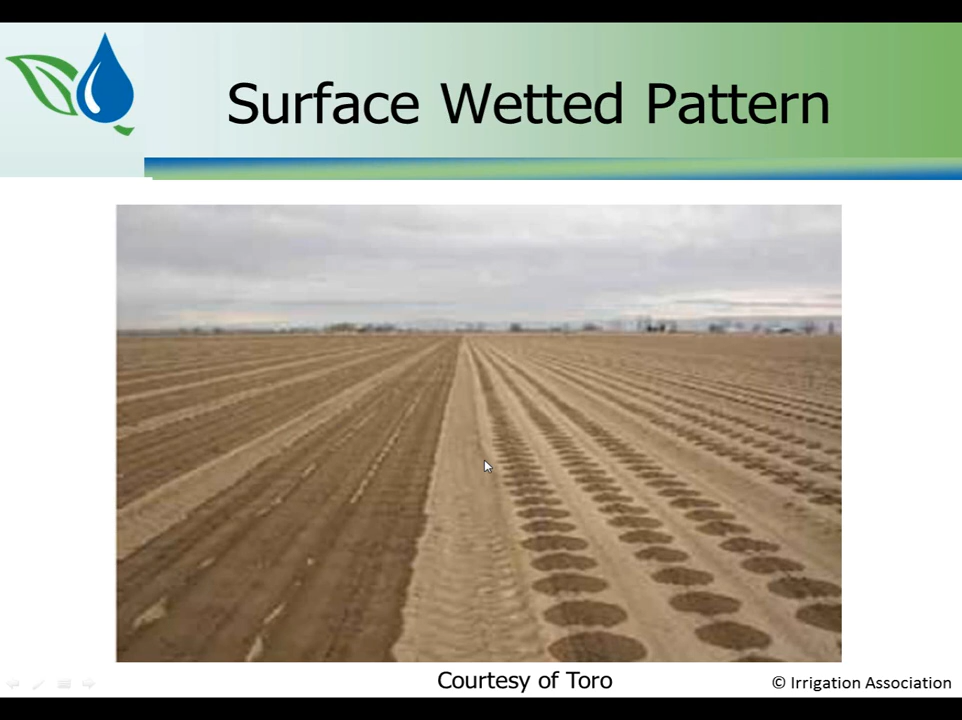 Surface Wetted Pattern
Courtesy of Toro
© Irrigation Association